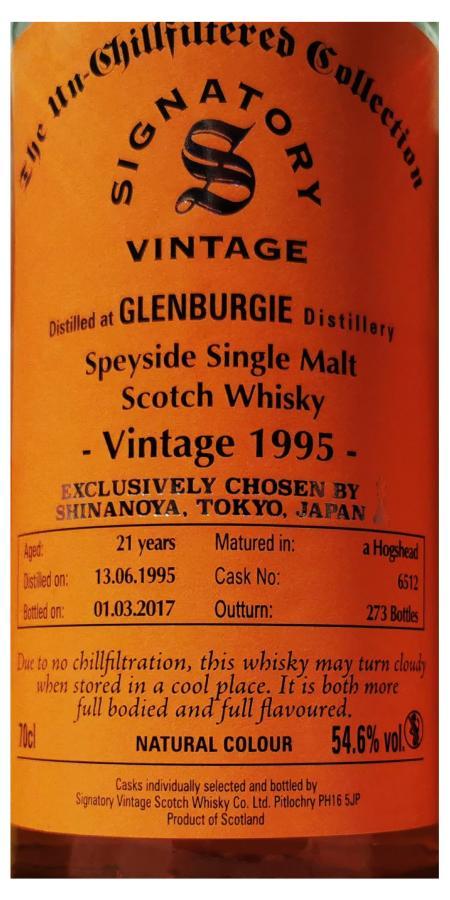 The Un-Chillfiltered Collection
SIGNATORY
S
VINTAGE
Distilled at GLENBURGIE Distillery
Speyside Single Malt
Scotch Whisky
- Vintage 1995 -
EXCLUSIVELY CHOSEN BY
SHINANOYA, TOKYO, JAPAN
Aged: 21 years Matured in: a Hogshead
Distilled on: 13.06.1995 Cask No: 6512
Bottled on: 01.03.2017 Outturn: 273 Bottles
Due to no chillfiltration, this whisky may turn cloudy
when stored in a cool place. It is both more
full bodied and full flavoured.
70cl NATURAL COLOUR 54.6% vol.
Casks individually selected and bottled by
Signatory Vintage Scotch Whisky Co. Ltd. Pitlochry PH16 5JP
Product of Scotland